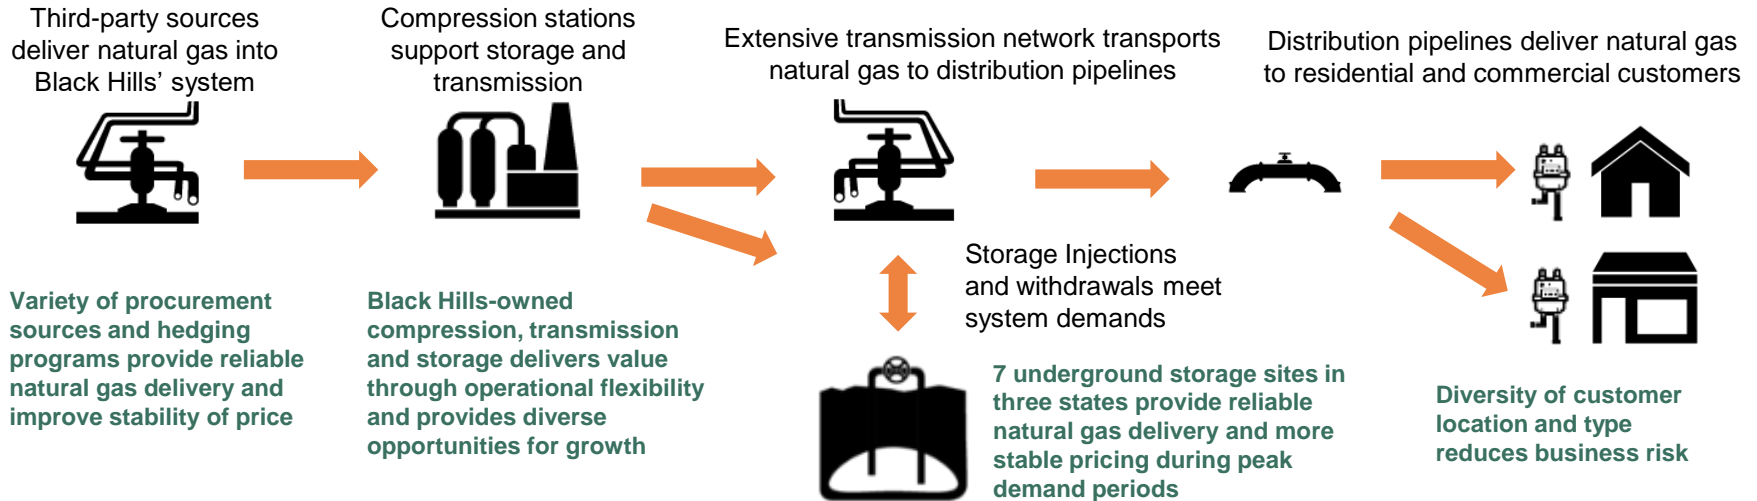 Third-party sources
deliver natural gas into
Black Hills’ system
Compression stations
support storage and
transmission
Extensive transmission network transports
natural gas to distribution pipelines
Distribution pipelines deliver natural gas
to residential and commercial customers
Storage Injections
and withdrawals meet
system demands
Variety of procurement
sources and hedging
programs provide reliable
natural gas delivery and
improve stability of price
Black Hills-owned
compression, transmission
and storage delivers value
through operational flexibility
and provides diverse
opportunities for growth
7 underground storage sites in
three states provide reliable
natural gas delivery and more
stable pricing during peak
demand periods
Diversity of customer
location and type
reduces business risk